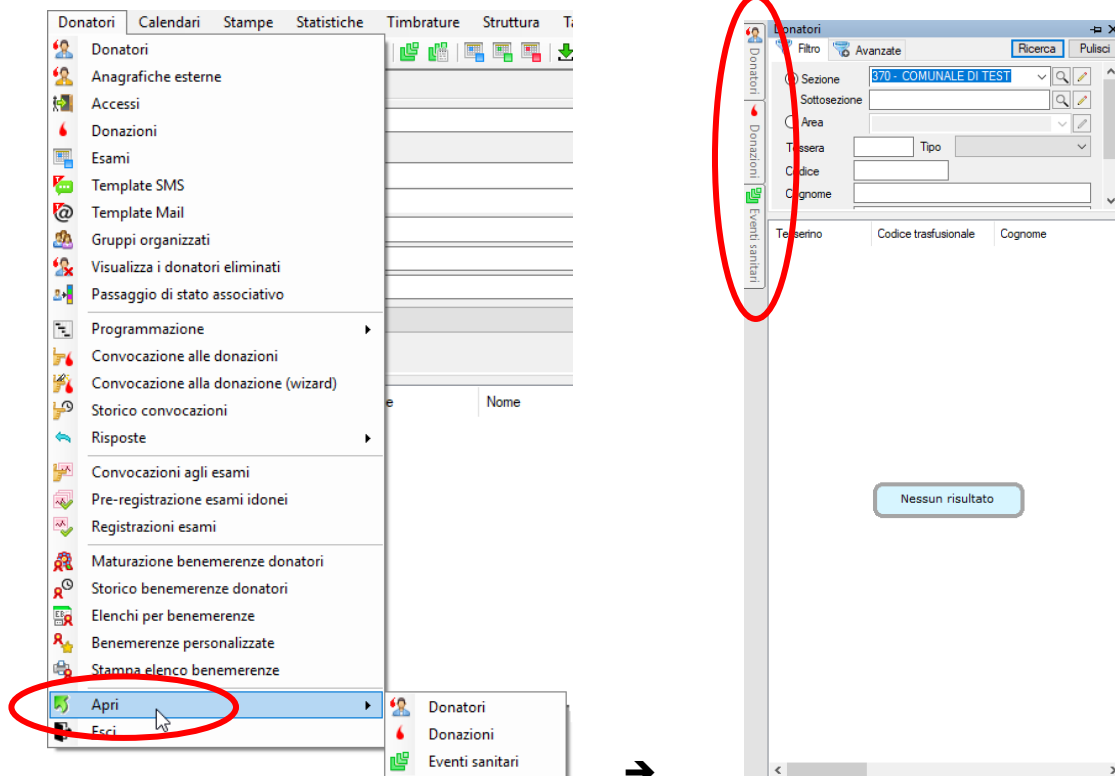 Donatori Calendari Stampe Statistiche Timbrature Struttura
Donatori
Anagrafiche esterne
Accessi
Donazioni
Esami
Template SMS
Template Mail
Gruppi organizzati
Visualizza i donatori eliminati
Passaggio di stato associativo
Programmazione
Convocazione alle donazioni
Convocazione alla donazione (wizard)
Storico convocazioni
Risposte
Convocazioni agli esami
Pre-registrazione esami idonei
Registrazioni esami
Maturazione benemerenze donatori
Storico benemerenze donatori
Elenchi per benemerenze
Benemerenze personalizzate
Stampa elenco benemerenze
Apri
Esci
Donatori
Donazioni
Eventi sanitari
e Nome
➔
Donatori
Donazioni
Eventi sanitari
Donatori
Filtro Avanzate Ricerca Pulisci
Sezione 370 - COMUNALE DI TEST
Sottosezione
Area
Tessera Tipo
Codice
Cognome
Tesserino Codice trasfusionale Cognome
Nessun risultato